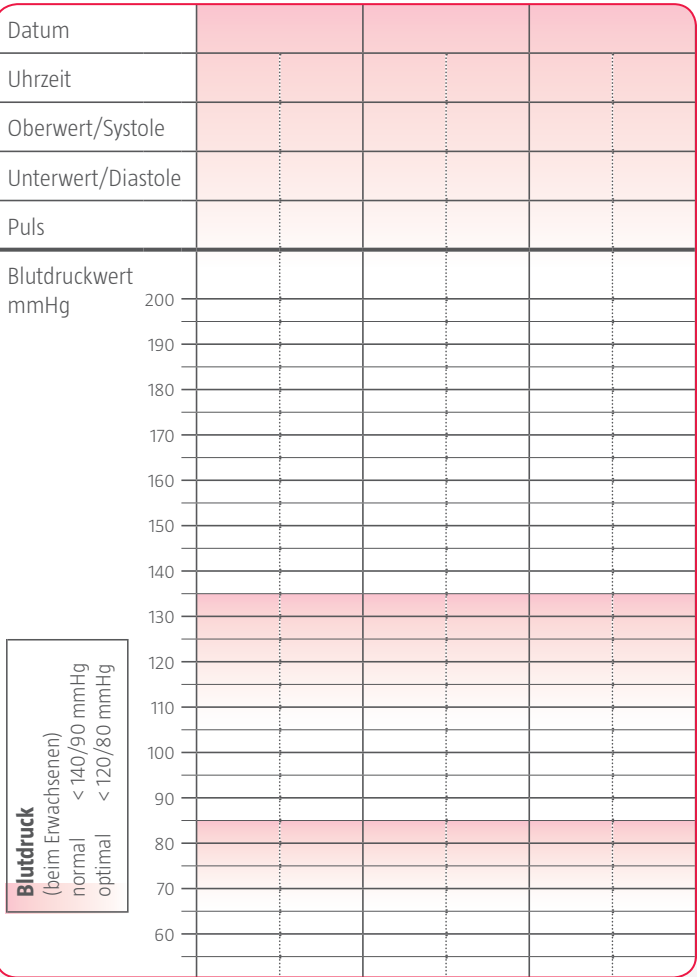 Datum
Uhrzeit
Oberwert/Systole
Unterwert/Diastole
Puls
Blutdruckwert
mmHg
200
190
180
170
160
150
140
130
120
110
100
90
80
70
60
Blutdruck
(beim Erwachsenen)
normal < 140/90 mmHg
optimal < 120/80 mmHg